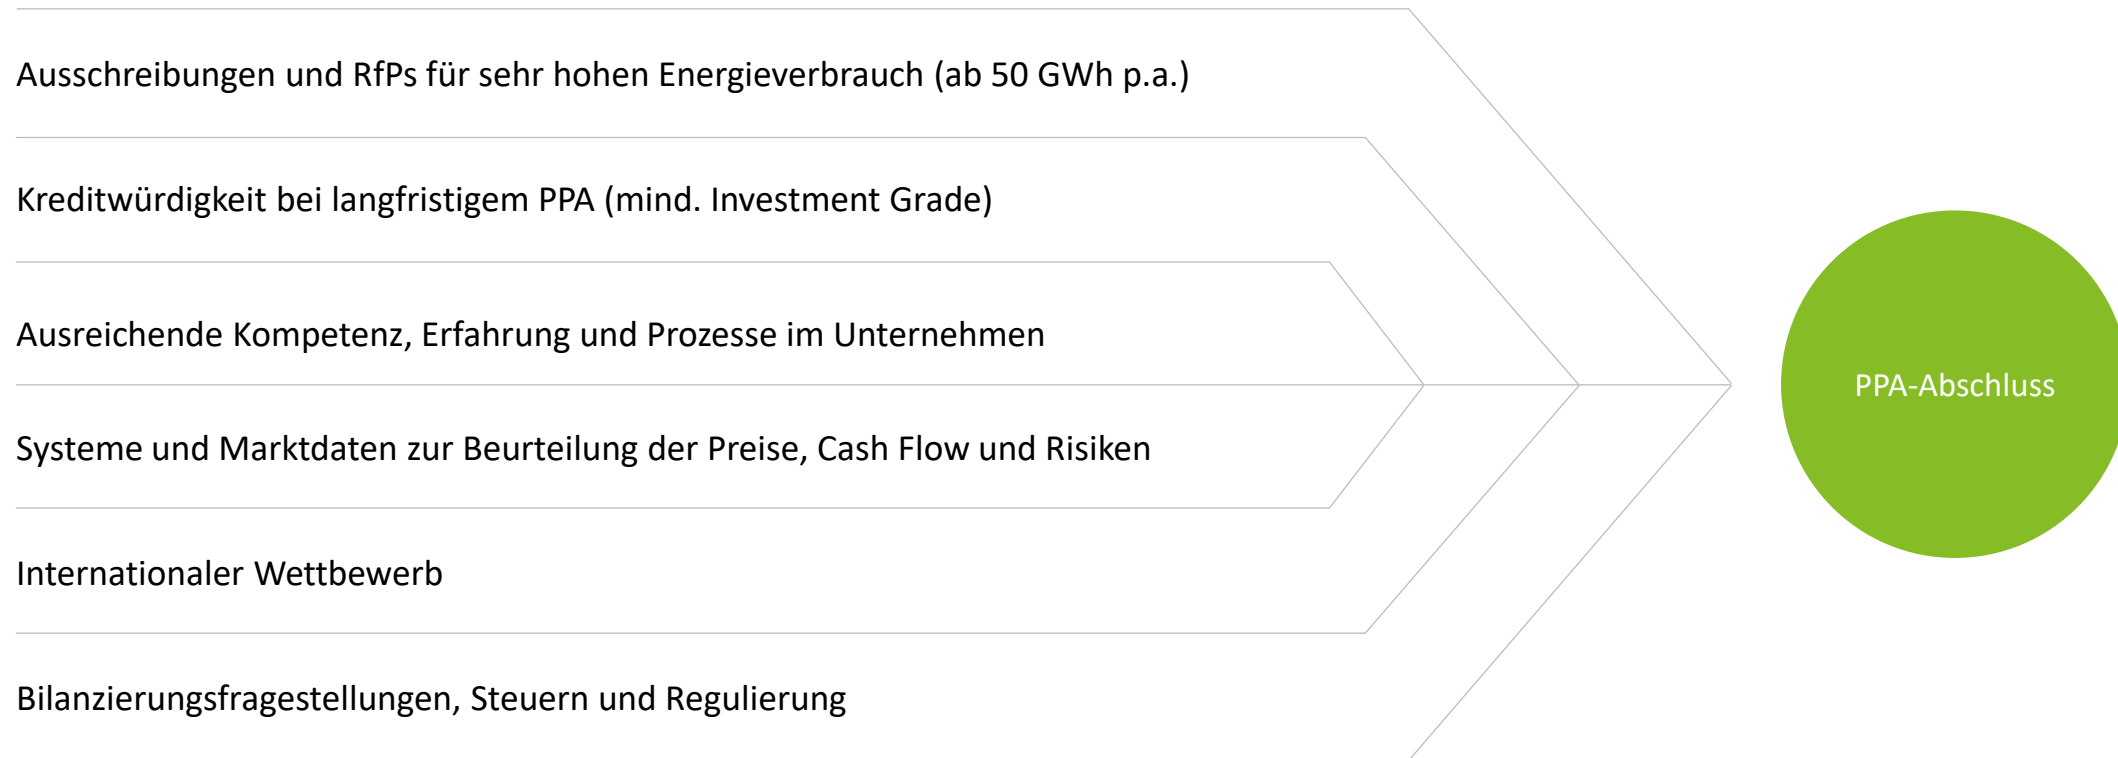 Ausschreibungen und RfPs für sehr hohen Energieverbrauch (ab 50 GWh p.a.)
Kreditwürdigkeit bei langfristigem PPA (mind. Investment Grade)
Ausreichende Kompetenz, Erfahrung und Prozesse im Unternehmen
PPA-Abschluss
Systeme und Marktdaten zur Beurteilung der Preise, Cash Flow und Risiken
Internationaler Wettbewerb
Bilanzierungsfragestellungen, Steuern und Regulierung